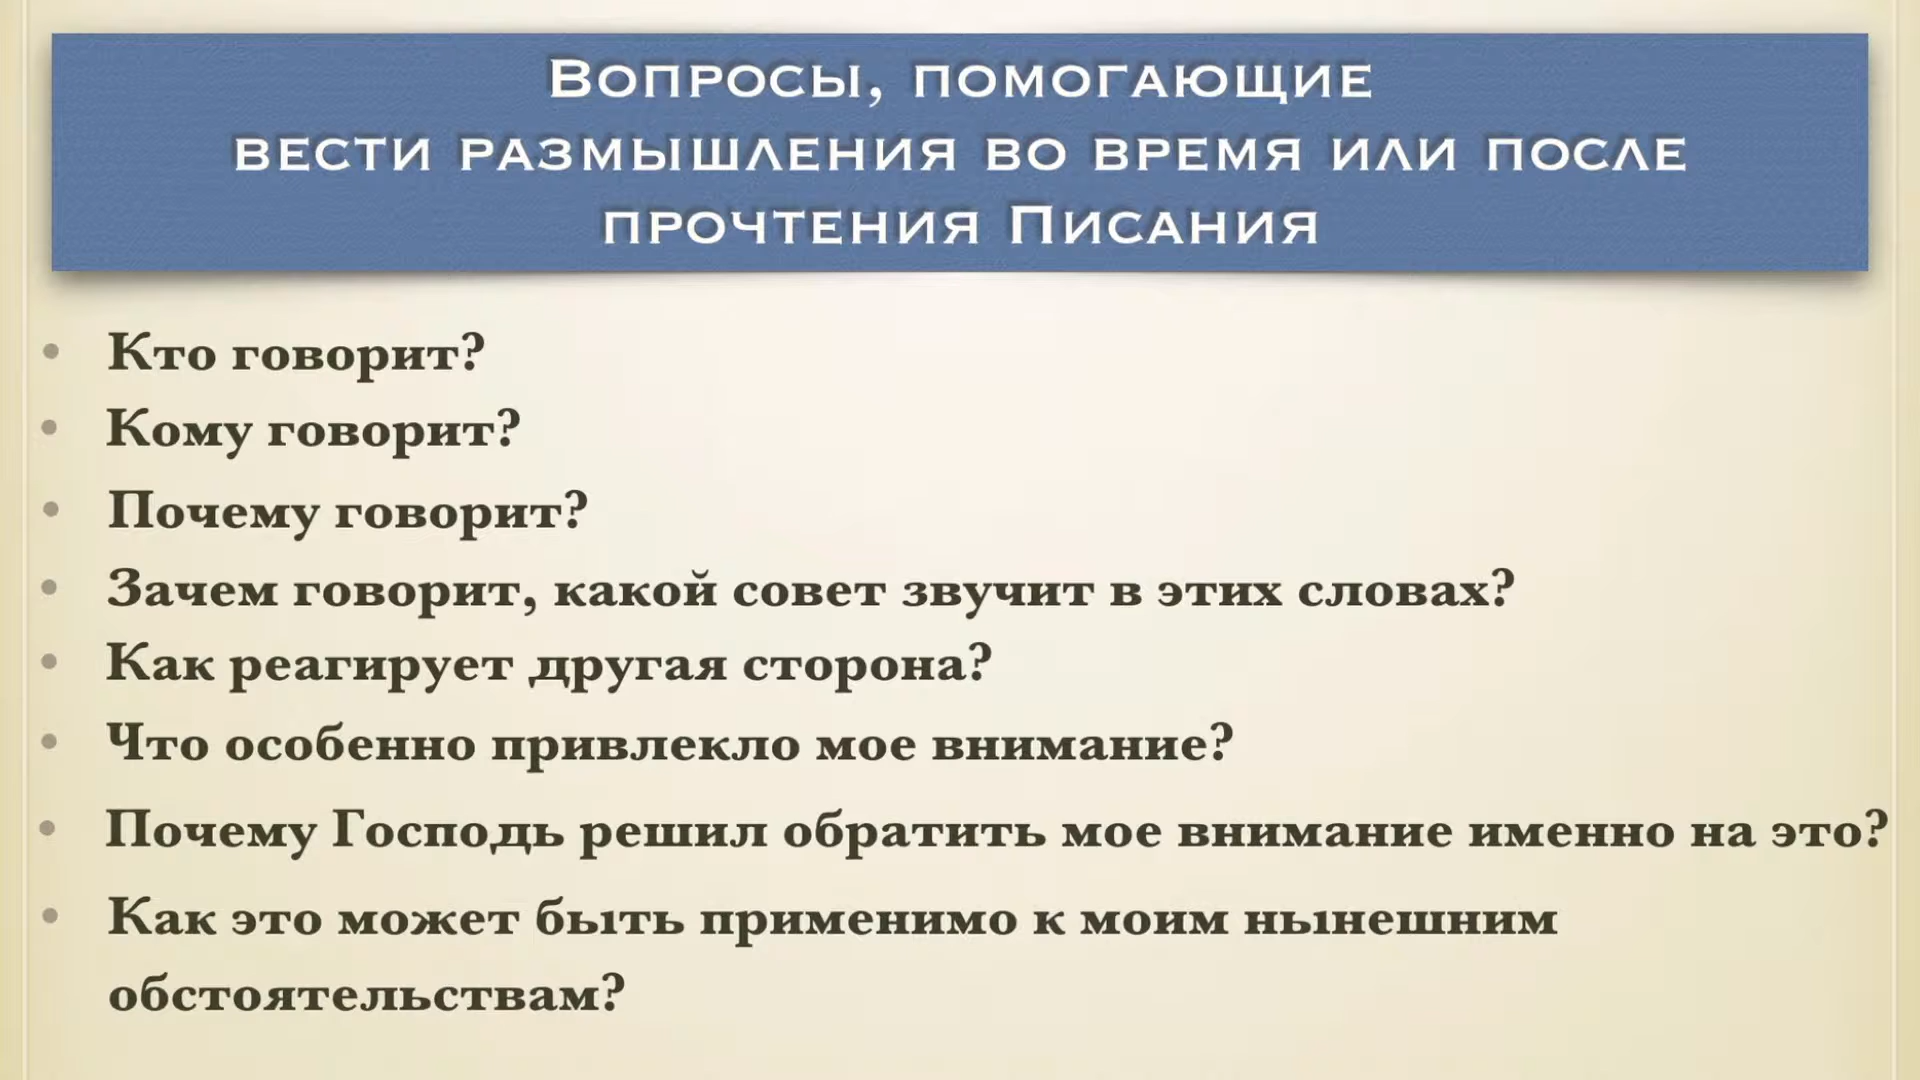 Вопросы, помогающие
вести размышления во время или после
прочтения Писания
• Кто говорит?
• Кому говорит?
• Почему говорит?
• Зачем говорит, какой совет звучит в этих словах?
• Как реагирует другая сторона?
• Что особенно привлекло мое внимание?
• Почему Господь решил обратить мое внимание именно на это?
• Как это может быть применимо к моим нынешним
обстоятельствам?